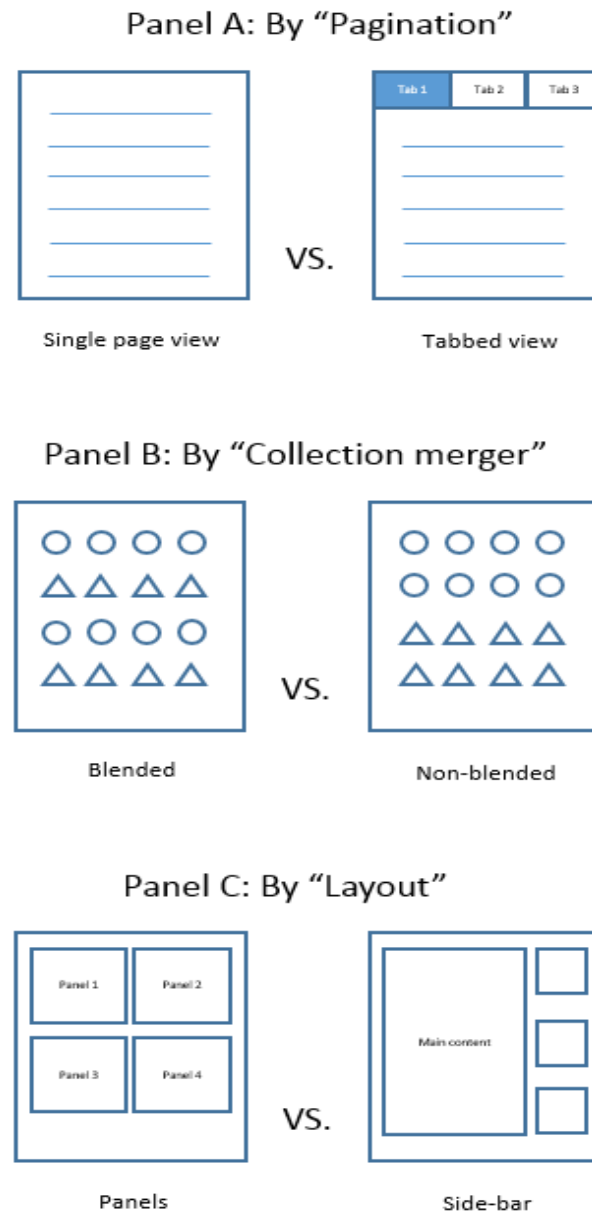 Panel A: By “Pagination”
Tab 1 Tab 2 Tab 3
VS.
Single page view Tabbed view
Panel B: By “Collection merger”
VS.
Blended Non-blended
Panel C: By “Layout”
Panel 1 Panel 2
Main content
Panel 3 Panel 4
VS.
Panels Side-bar